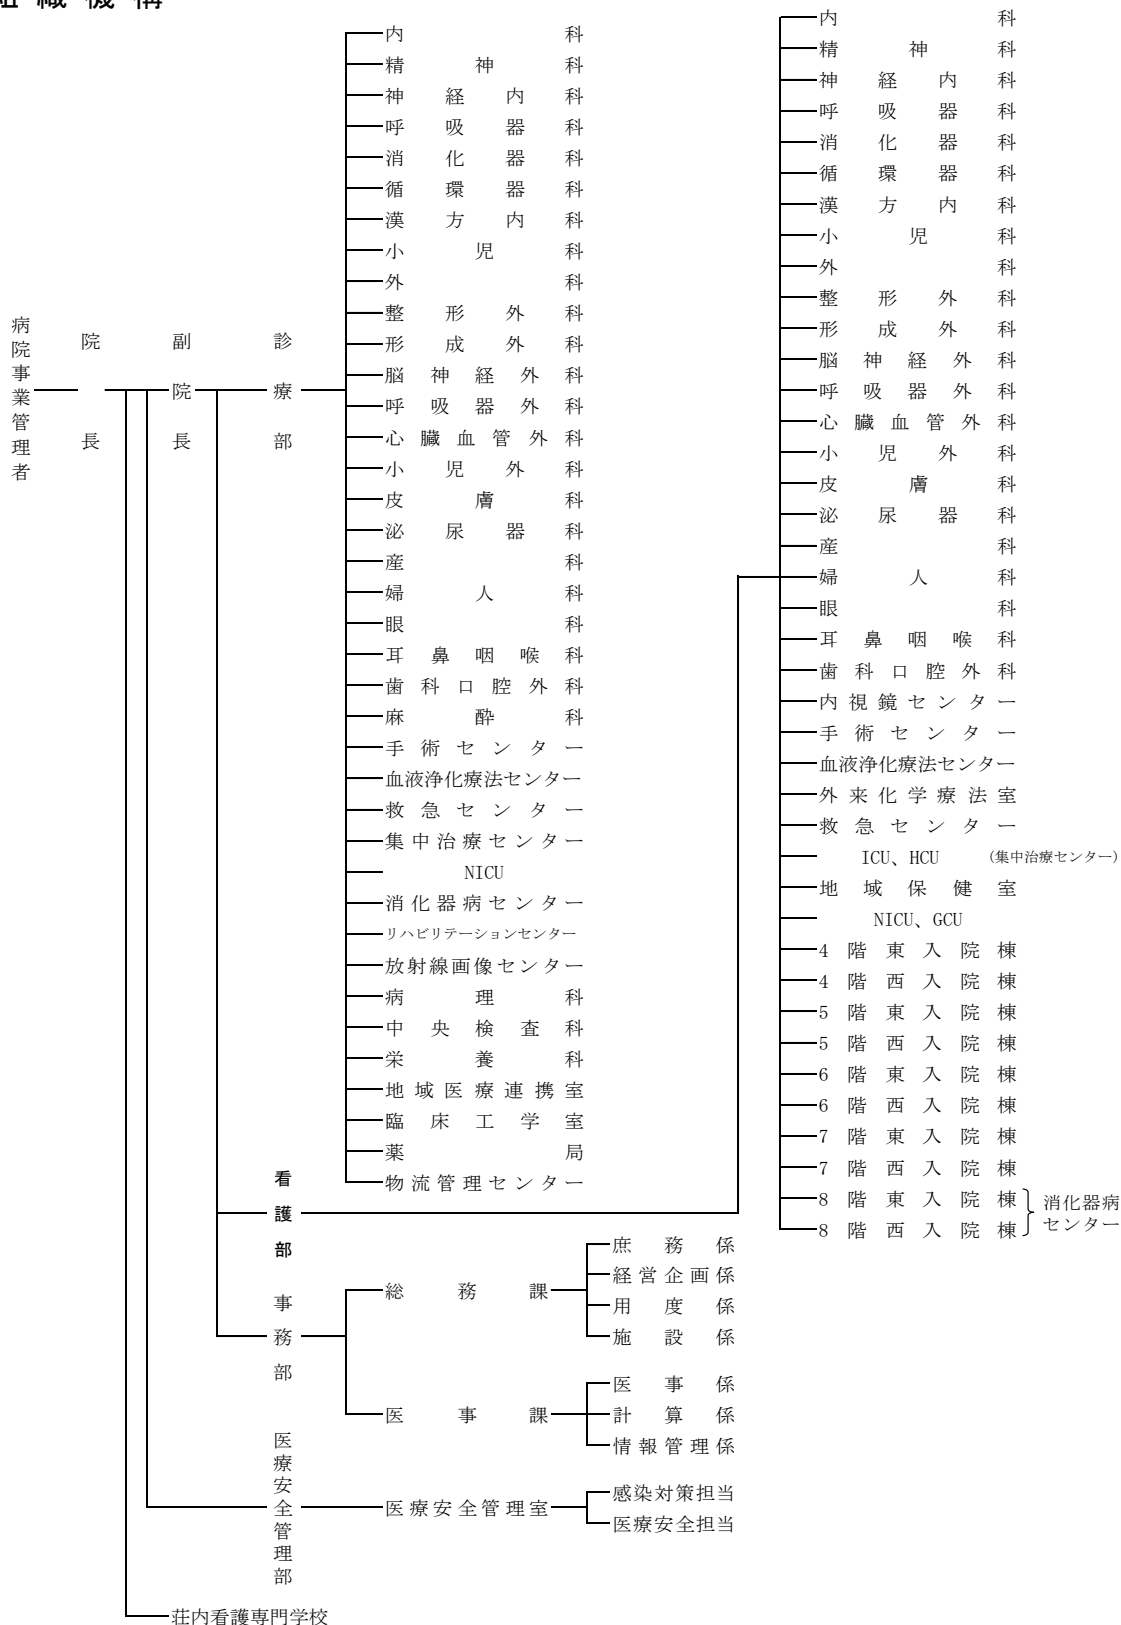 組織機構
病院事業管理者
院長
副院長
診療部
内科
精神科
神経内科
呼吸器科
消化器科
循環器科
漢方内科
小児科
外科
整形外科
形成外科
脳神経外科
呼吸器外科
心臓血管外科
小児外科
皮膚科
泌尿器科
産科
婦人科
眼科
耳鼻咽喉科
歯科口腔外科
麻酔科
手術センター
血液浄化療法センター
救急センター
集中治療センター
NICU
消化器病センター
リハビリテーションセンター
放射線画像センター
病理科
中央検査科
栄養科
地域医療連携室
臨床工学室
薬局
物流管理センター
看護部
内科
精神科
神経内科
呼吸器科
消化器科
循環器科
漢方内科
小児科
外科
整形外科
形成外科
脳神経外科
呼吸器外科
心臓血管外科
小児外科
皮膚科
泌尿器科
産科
婦人科
眼科
耳鼻咽喉科
歯科口腔外科
内視鏡センター
手術センター
血液浄化療法センター
外来化学療法室
救急センター
ICU、HCU (集中治療センター)
地域保健室
NICU、GCU
4階東入院棟
4階西入院棟
5階東入院棟
5階西入院棟
6階東入院棟
6階西入院棟
7階東入院棟
7階西入院棟
8階東入院棟
8階西入院棟
消化器病
センター
事務部
総務課
庶務係
経営企画係
用度係
施設係
医事課
医事係
計算係
情報管理係
医療安全管理部
医療安全管理室
感染対策担当
医療安全担当
荘内看護専門学校